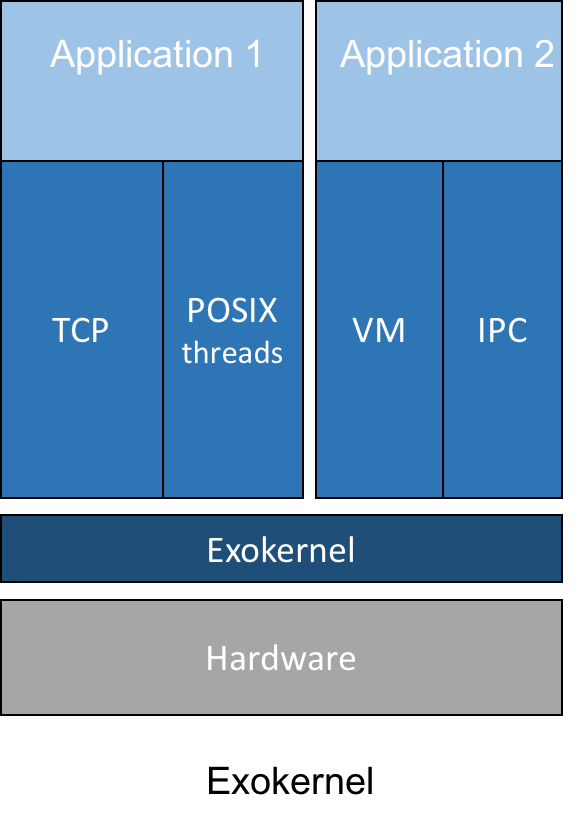 Application 1
Application 2
TCP
POSIX
threads
VM
IPC
Exokernel
Hardware
Exokernel